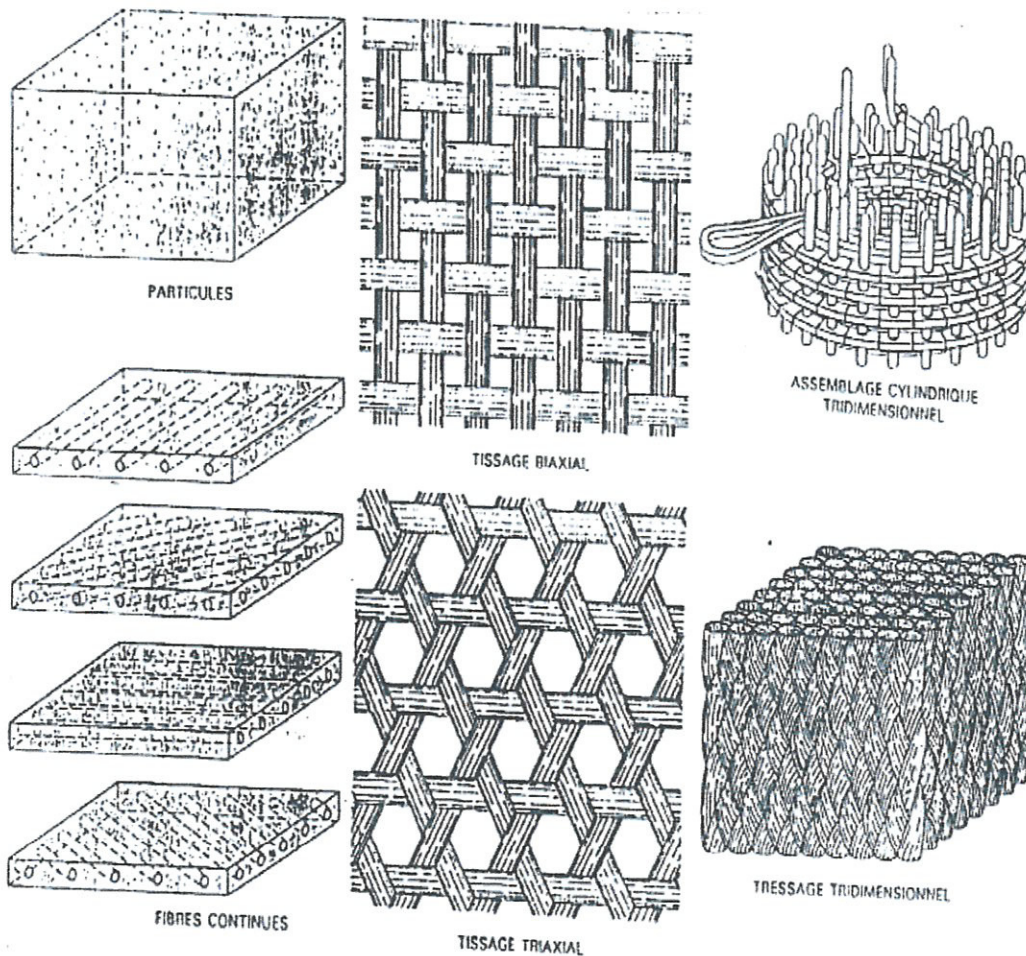 PARTICULES
FIBRES CONTINUES
TISSAGE BIAXIAL
TISSAGE TRIAXIAL
ASSEMBLAGE CYLINDRIQUE
TRIDIMENSIONNEL
TRESSAGE TRIDIMENSIONNEL